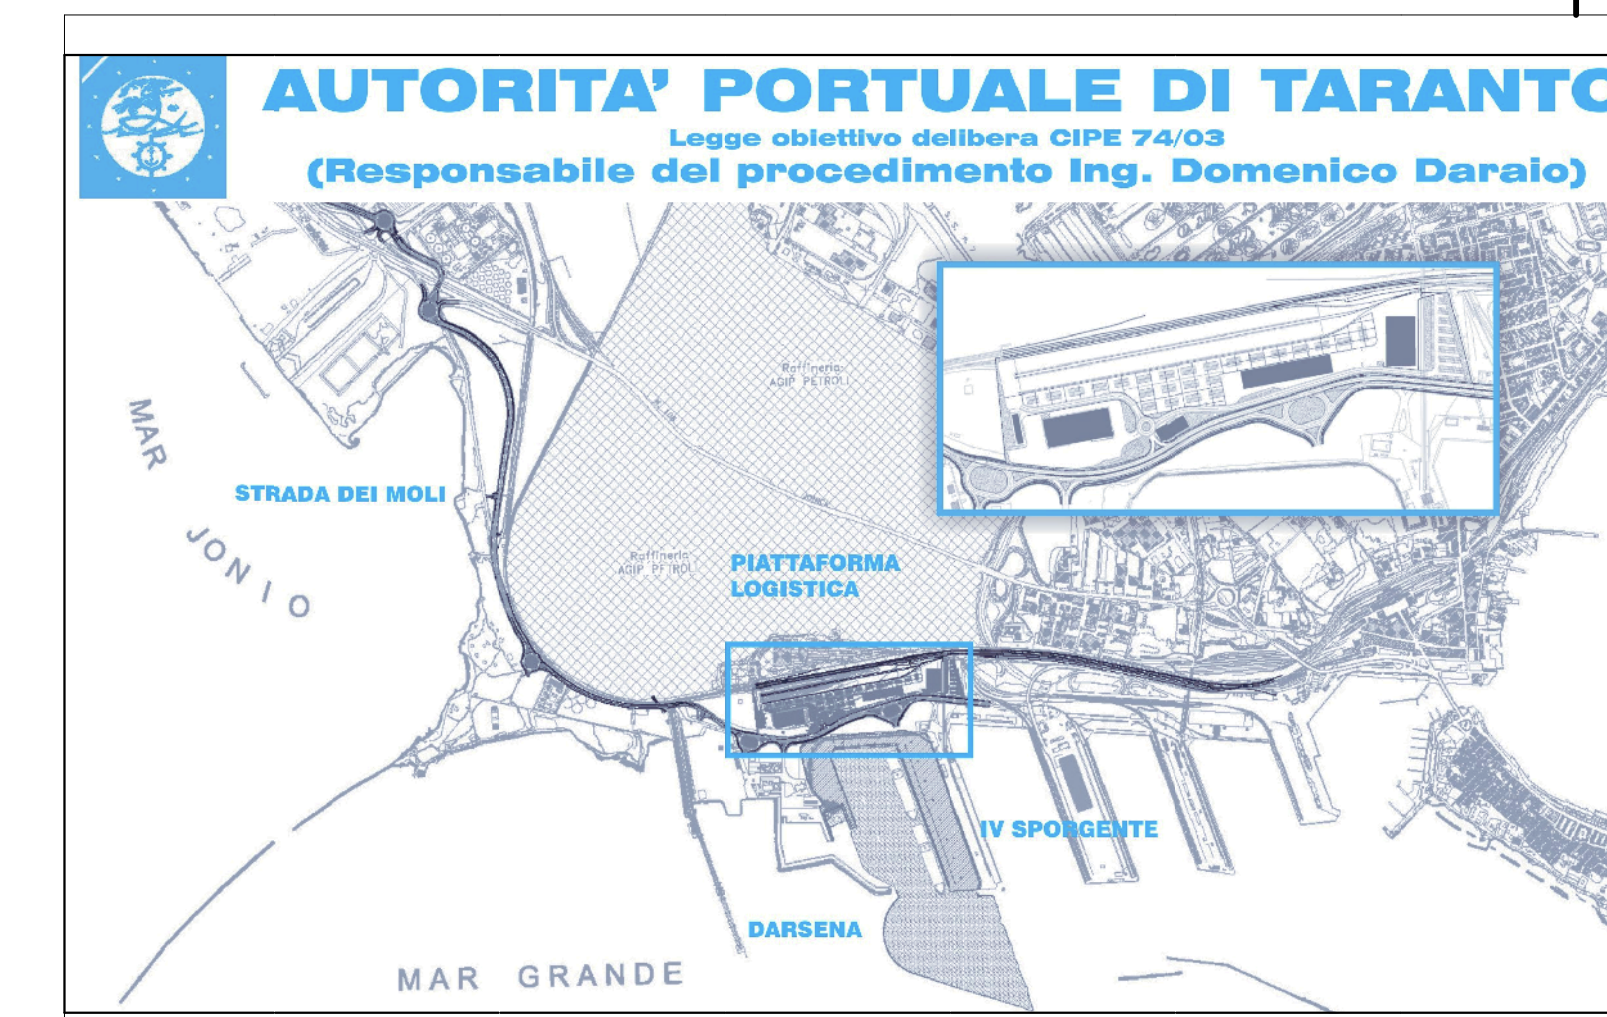 AUTORITA' PORTUALE DI TARANTO
Legge obiettivo delibera CIPE 74/03
(Responsabile del procedimento Ing. Domenico Daraio)
Raffineria
AGIP PETROLI
MAR
JONIO
STRADA DEI MOLI
Raffineria
AGIP PETROLI
PIATTAFORMA
LOGISTICA
IV SPORGENTE
DARSENA
MAR GRANDE